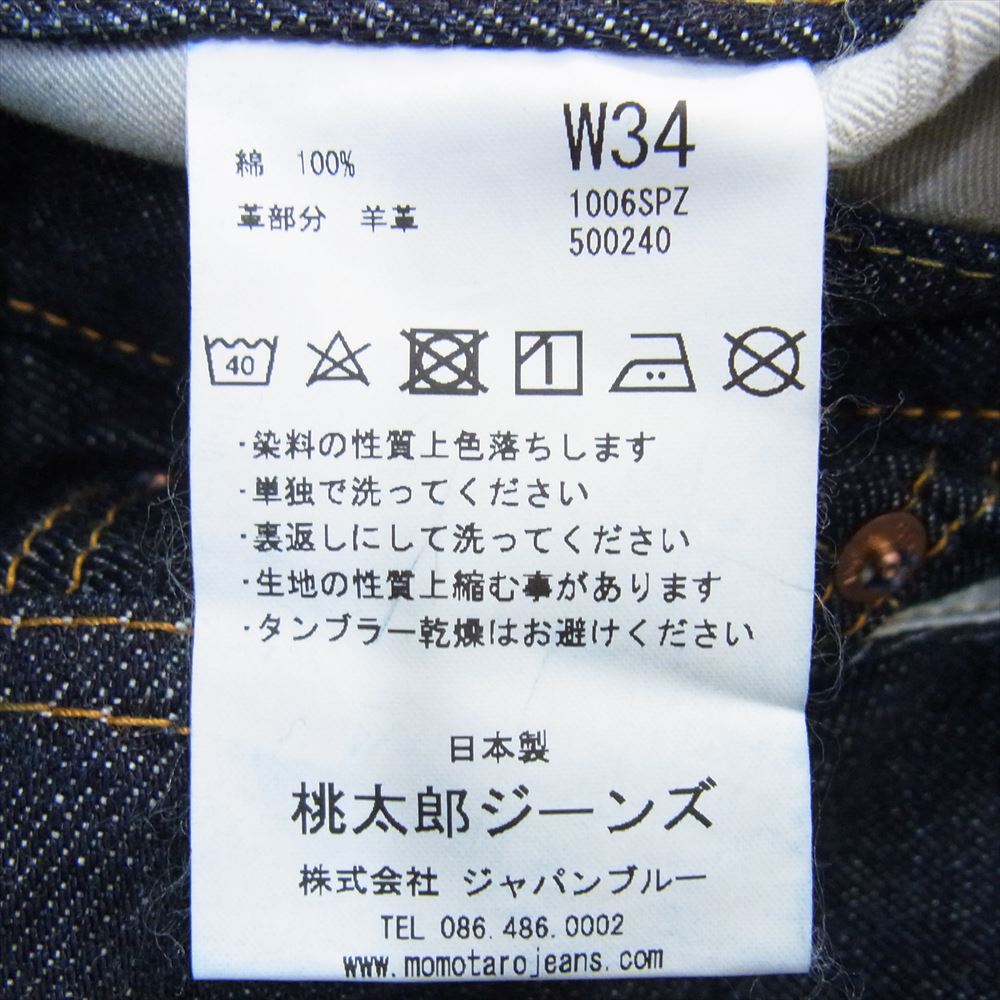 W34
綿 100%
1006SPZ
革部分 羊革
500240
40
1
・染料の性質上色落ちします
・単独で洗ってください
・裏返しにして洗ってください
・生地の性質上縮む事があります
・タンブラー乾燥はお避けください
日本製
桃太郎ジーンズ
株式会社 ジャパンブルー
TEL 086.486.0002
www.momotarojeans.com